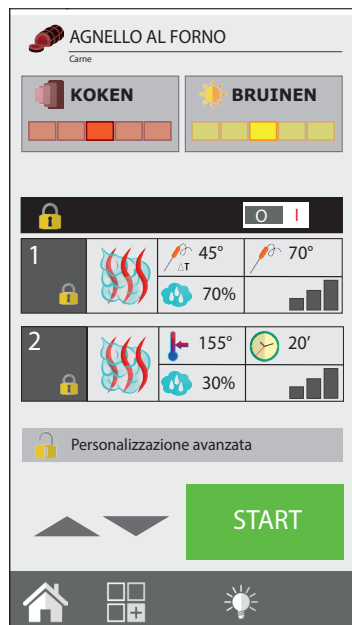 AGNELLO AL FORNO
Carne
KOKEN BRUINEN
O I
1 45° 70°
ΔT
70%
2 155° 20′
30%
Personalizzazione avanzata
START